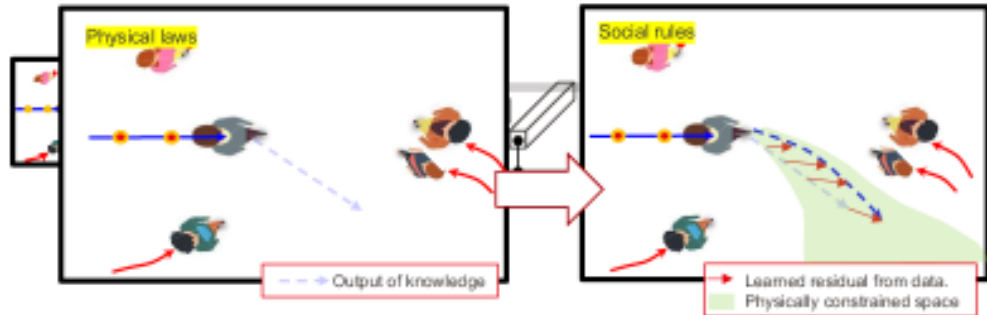 Physical laws
Output of knowledge
Social rules
Learned residual from data.
Physically constrained space